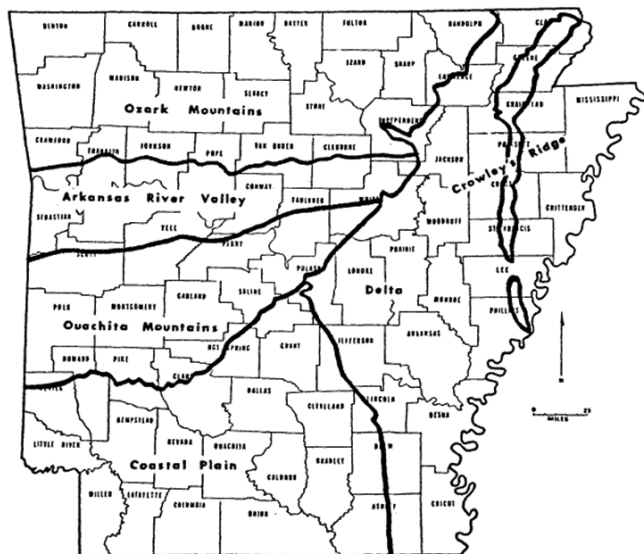 BENTON CARROLL BOONE MARION BAXTER FULTON RANDOLPH
IZARD SHARP LAWRENCE GREENE
WASHINGTON MADISON NEWTON SEARCY STONE CRAIGHEAD MISSISSIPPI
Ozark Mountains
INDEPENDENCE
CRAWFORD FRANKLIN JOHNSON POPE VAN BUREN CLEBURNE JACKSON
Crowley's Ridge
CROSS CRITTENDEN
Arkansas River Valley
CONWAY FAULKNER WHITE WOODRUFF
SEBASTIAN YELL PERRY PRAIRIE ST FRANCIS
SCOTT PULASKI LONOKE LEE
Delta
POLK MONTGOMERY GARLAND SALINE MONROE PHILLIPS
Ouachita Mountains
HOWARD PIKE HOT SPRING GRANT JEFFERSON ARKANSAS
DALLAS CLEVELAND LINCOLN DESHA
N
0 25
MILES
LITTLE RIVER HEMPSTEAD NEVADA OUACHITA
Coastal Plain
CALHOUN BRADLEY DREW
MILLER LAFAYETTE COLUMBIA UNION ASHLEY CHICOT